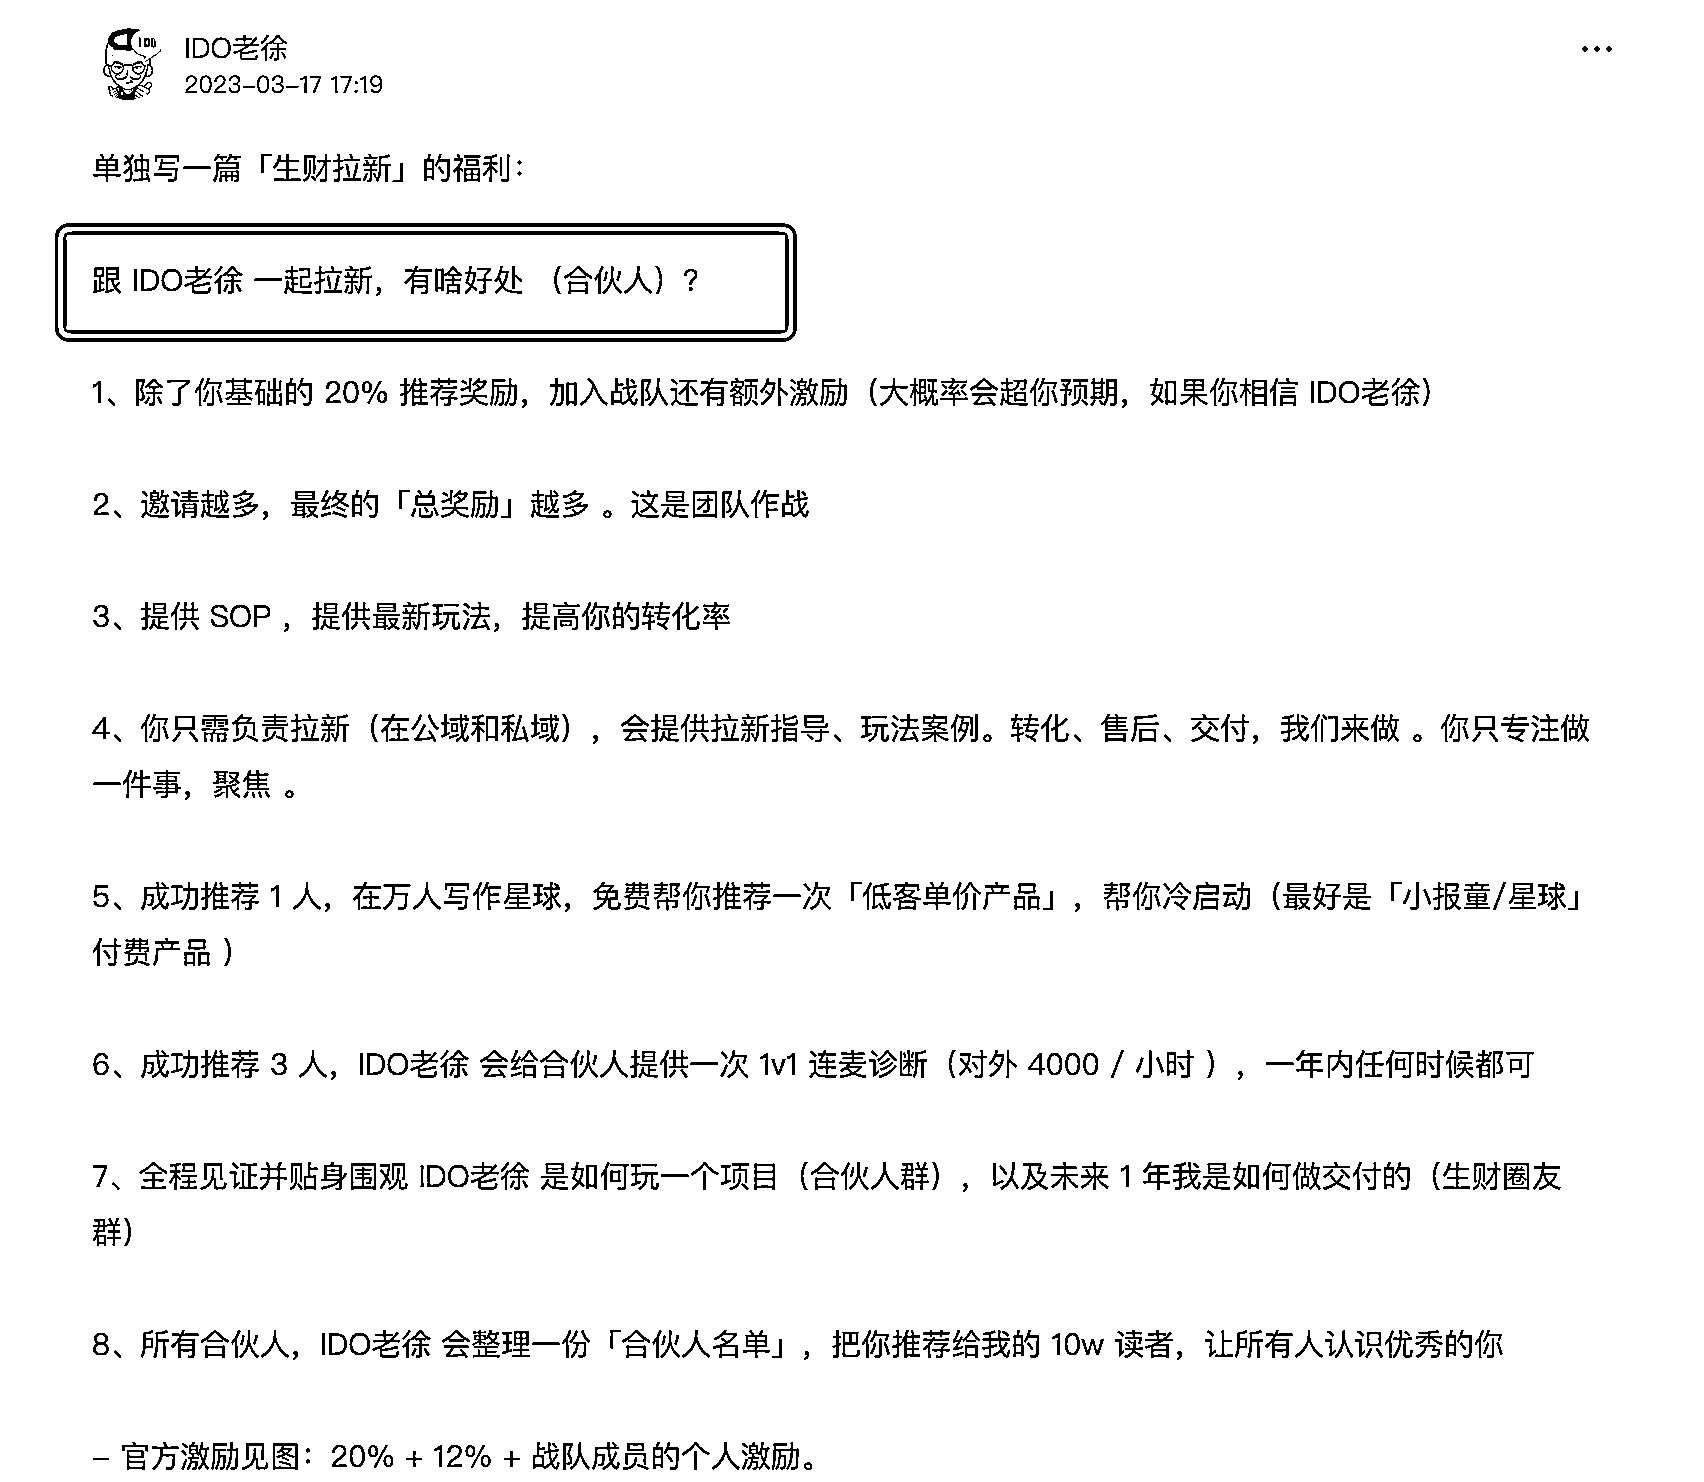 IDO
IDO老徐
2023-03-17 17:19
单独写一篇「生财拉新」的福利：
跟 IDO老徐 一起拉新，有啥好处 （合伙人）？
1、除了你基础的 20% 推荐奖励，加入战队还有额外激励（大概率会超你预期，如果你相信 IDO老徐）
2、邀请越多，最终的「总奖励」越多 。这是团队作战
3、提供 SOP ，提供最新玩法，提高你的转化率
4、你只需负责拉新（在公域和私域），会提供拉新指导、玩法案例。转化、售后、交付，我们来做 。你只专注做
一件事，聚焦 。
5、成功推荐 1 人，在万人写作星球，免费帮你推荐一次「低客单价产品」，帮你冷启动（最好是「小报童/星球」
付费产品 ）
6、成功推荐 3 人，IDO老徐 会给合伙人提供一次 1v1 连麦诊断（对外 4000 / 小时 ），一年内任何时候都可
7、全程见证并贴身围观 IDO老徐 是如何玩一个项目（合伙人群），以及未来 1 年我是如何做交付的（生财圈友
群）
8、所有合伙人，IDO老徐 会整理一份「合伙人名单」，把你推荐给我的 10w 读者，让所有人认识优秀的你
– 官方激励见图：20% + 12% + 战队成员的个人激励。